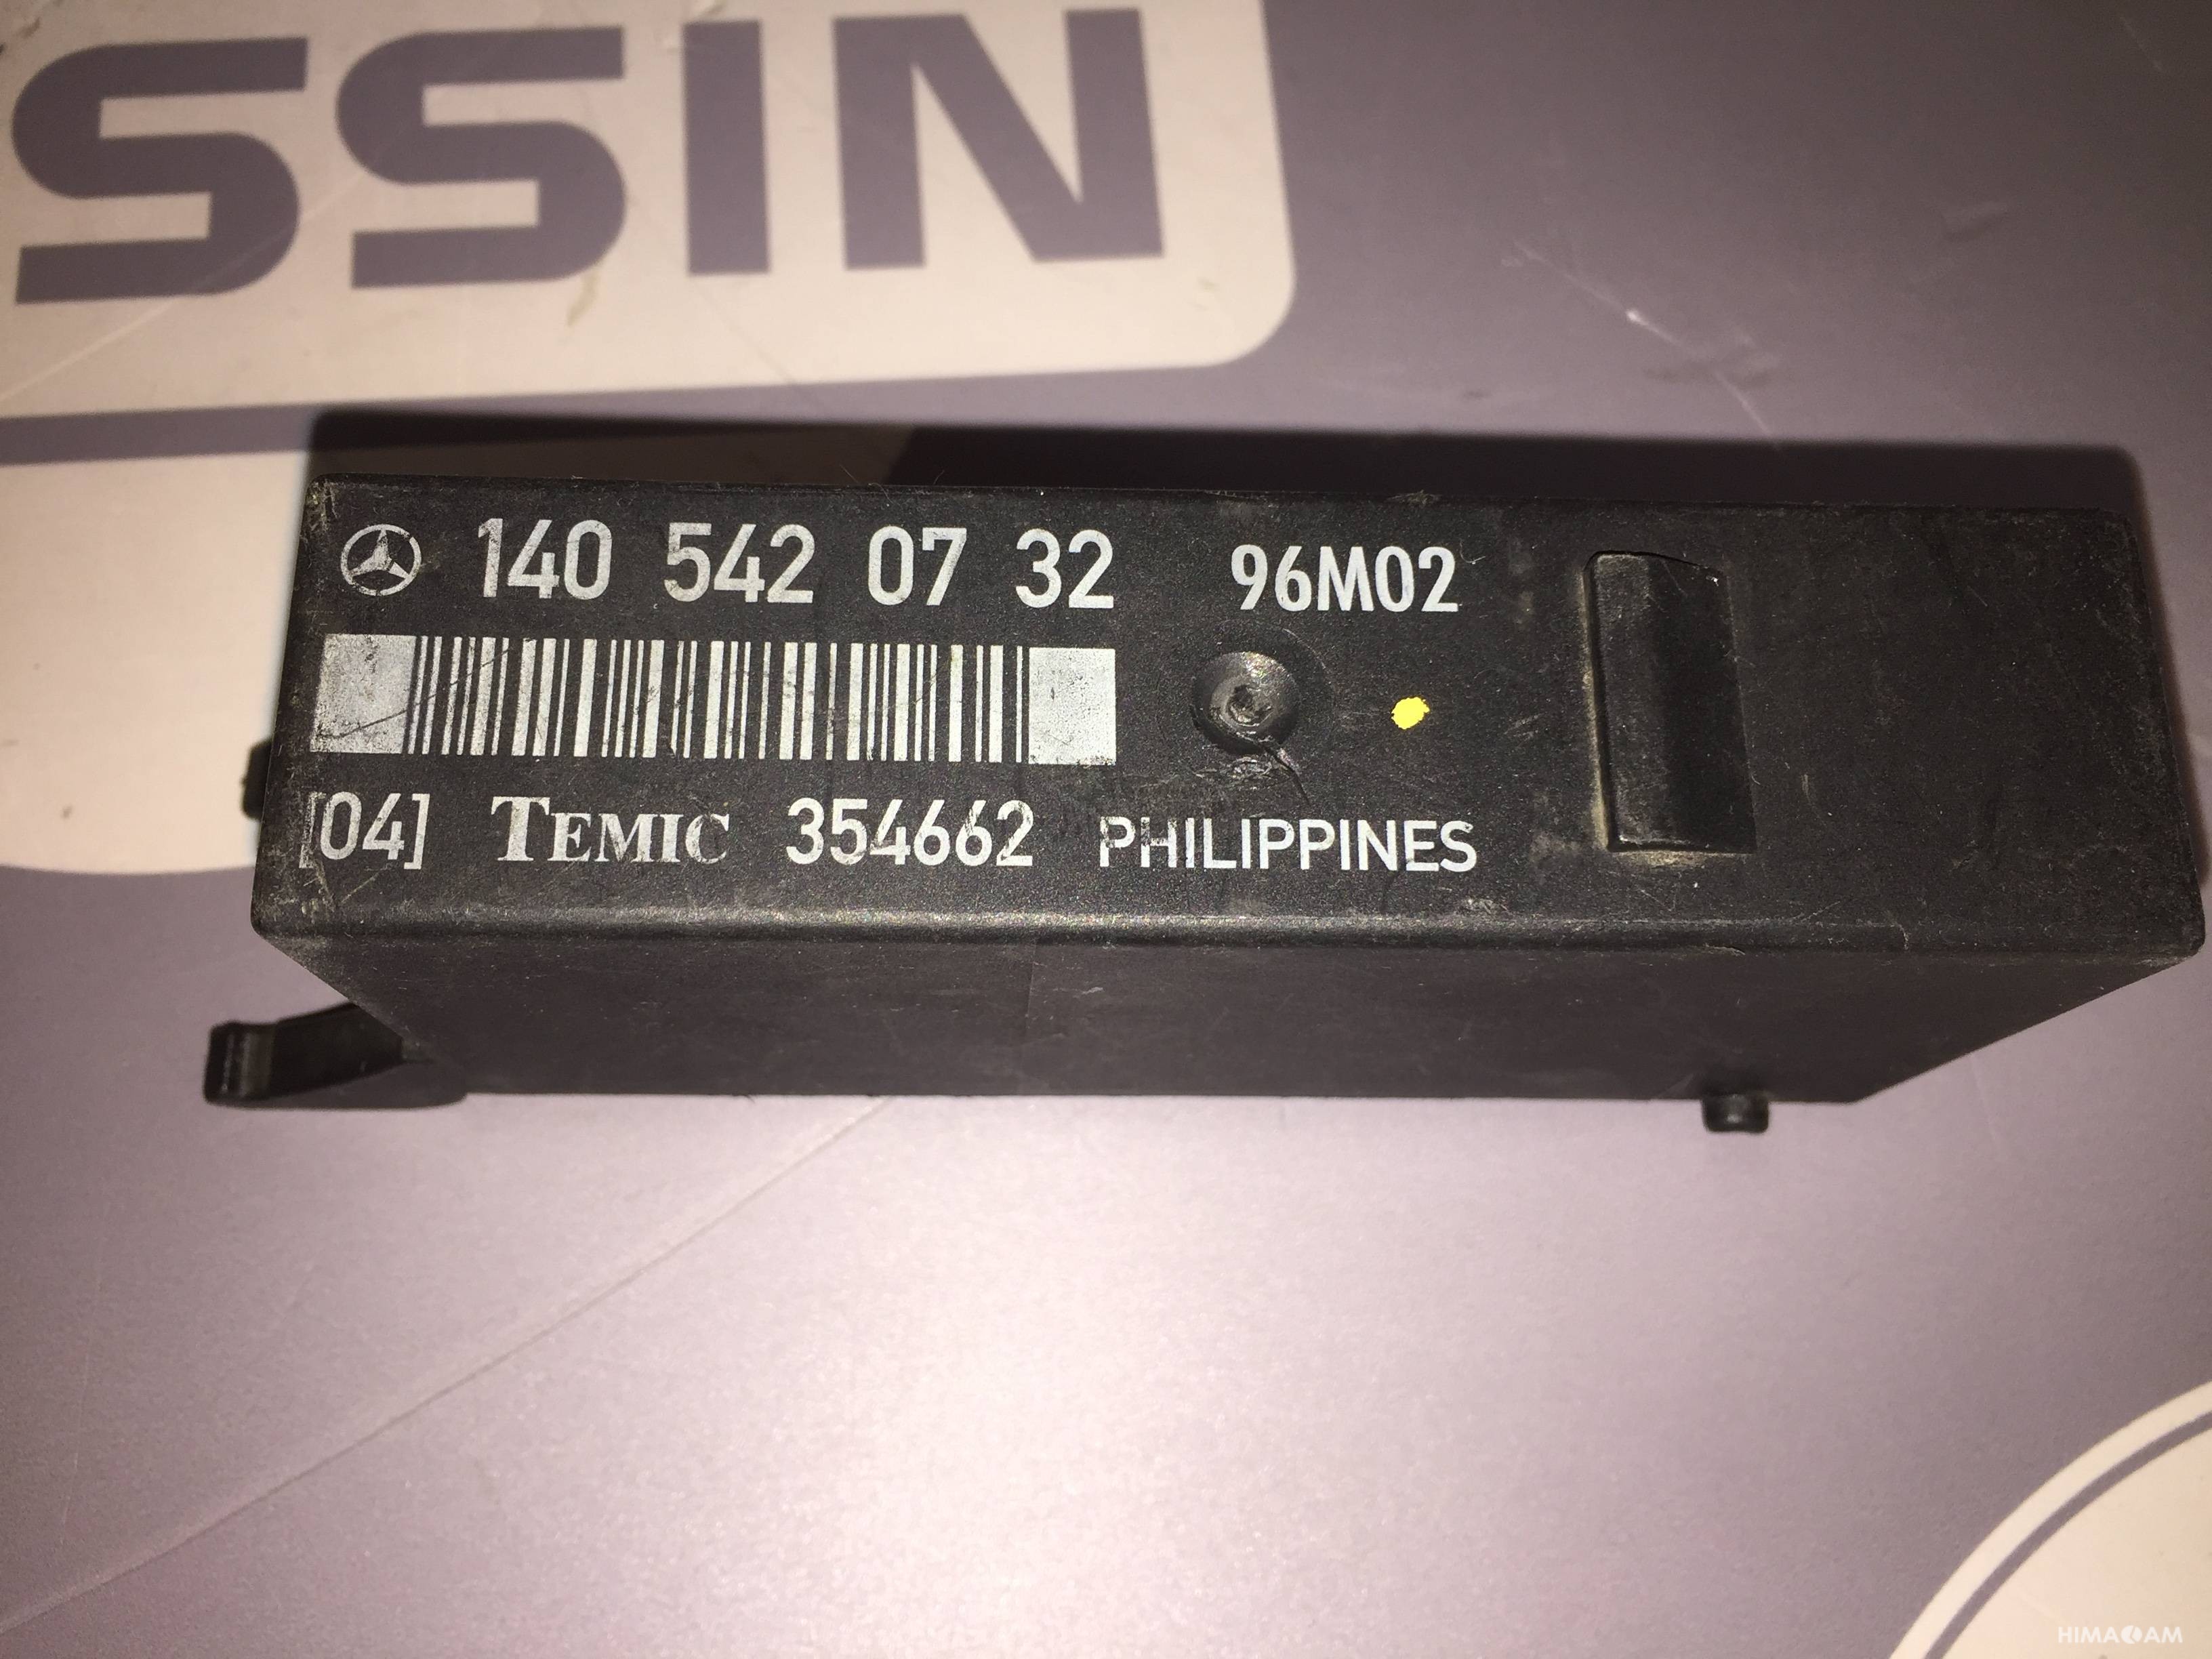 SSIN
140 542 07 32 96M02
[04] TEMIC 354662 PHILIPPINES
HIMACAM